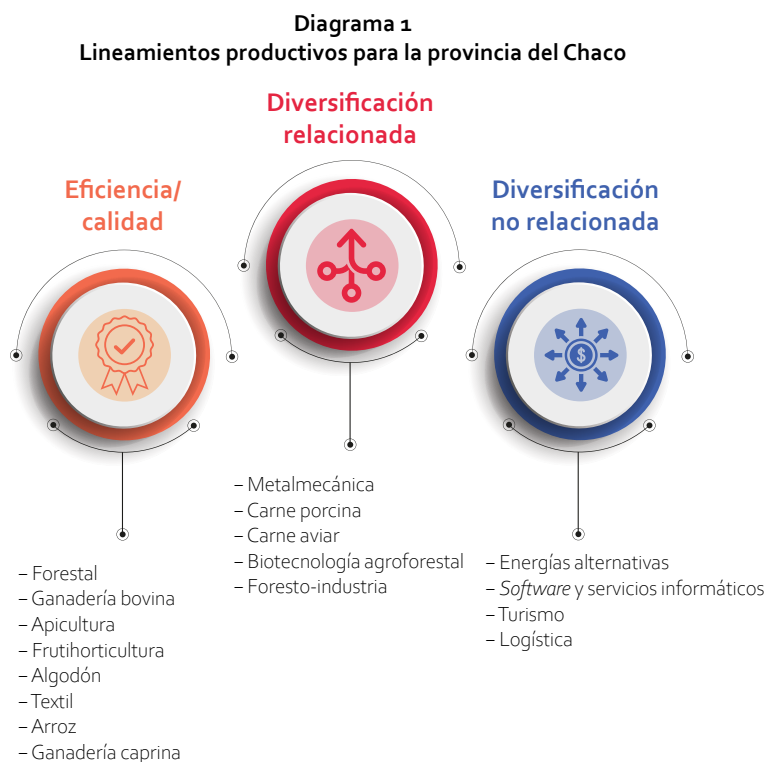 Diagrama 1
Lineamientos productivos para la provincia del Chaco
Eficiencia/
calidad
– Forestal
– Ganadería bovina
– Apicultura
– Frutihorticultura
– Algodón
– Textil
– Arroz
– Ganadería caprina
Diversificación
relacionada
– Metalmecánica
– Carne porcina
– Carne aviar
– Biotecnología agroforestal
– Foresto-industria
Diversificación
no relacionada
$
– Energías alternativas
– Software y servicios informáticos
– Turismo
– Logística